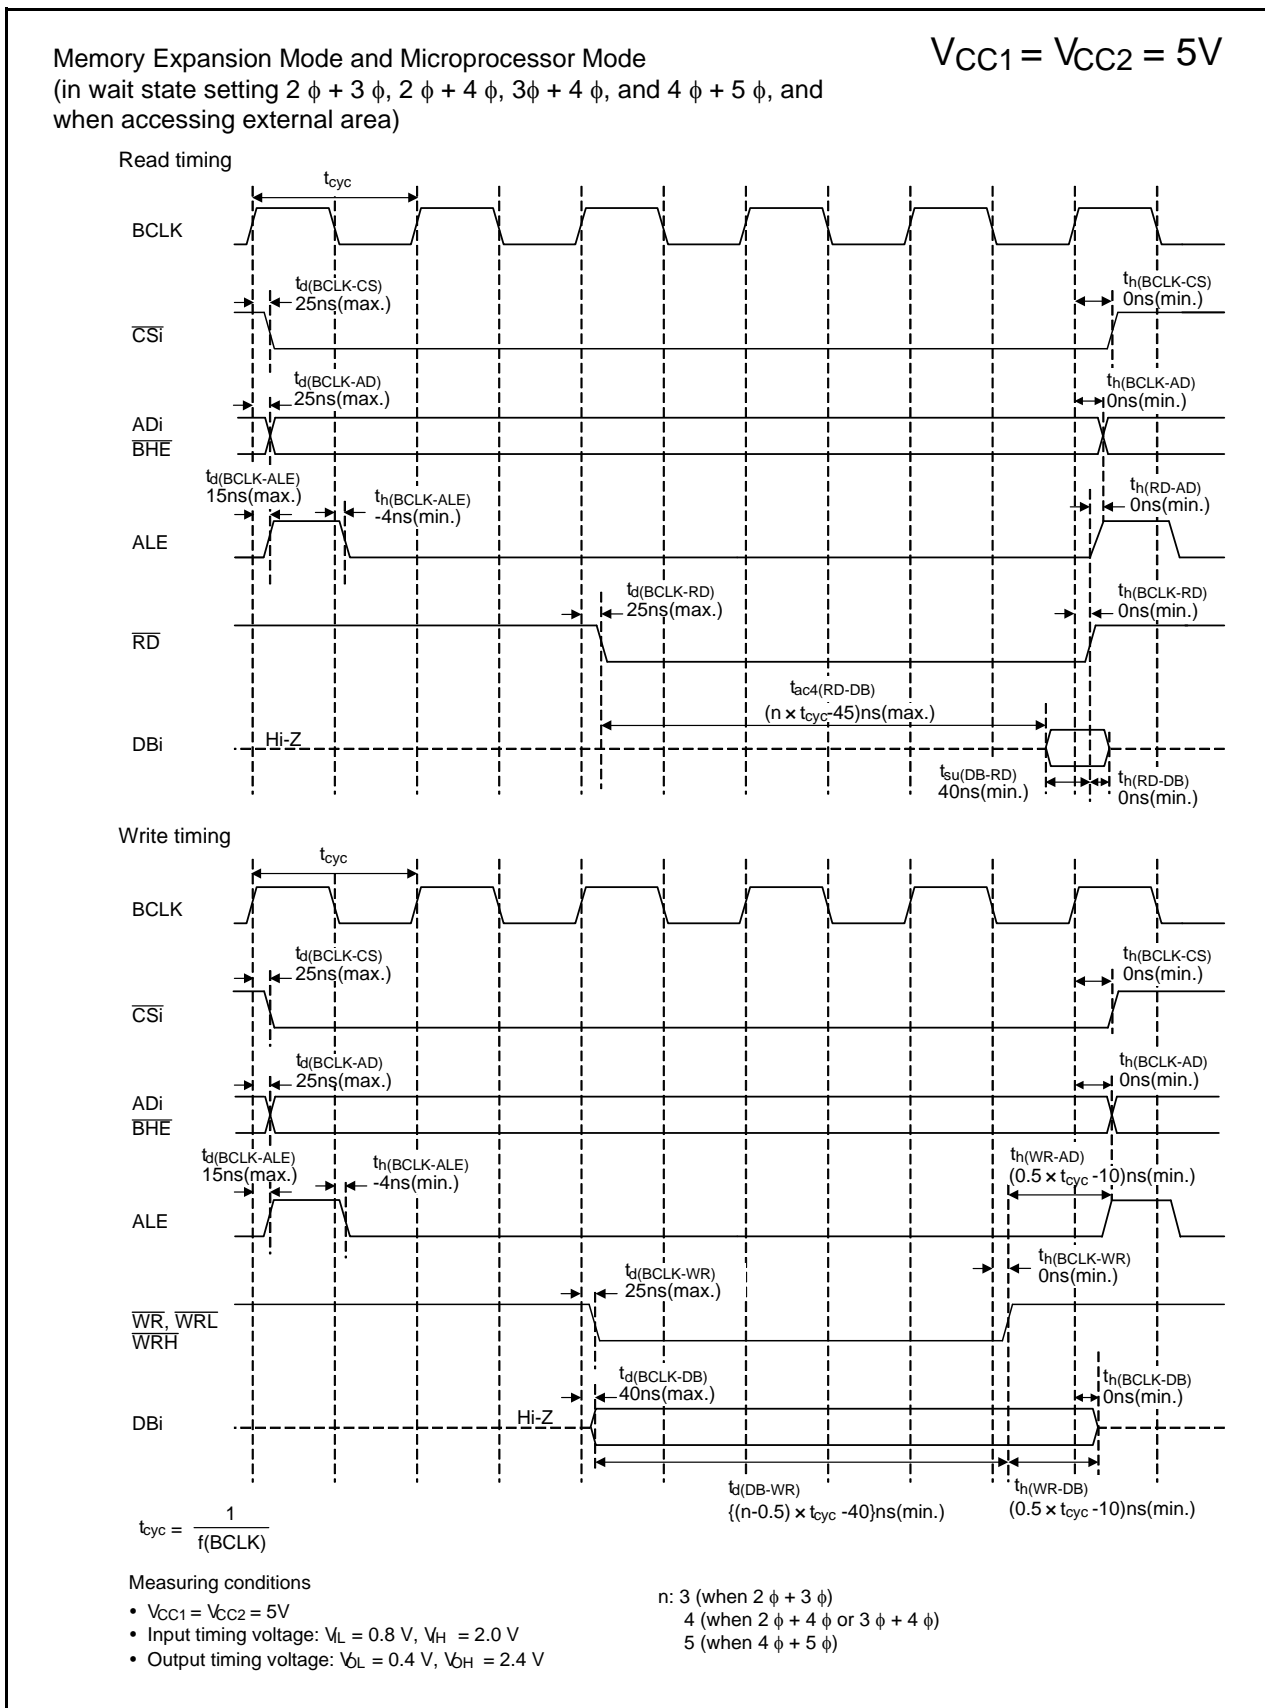 Memory Expansion Mode and Microprocessor Mode
VCC1 = VCC2 = 5V
(in wait state setting 2 ϕ + 3 ϕ, 2 ϕ + 4 ϕ, 3ϕ + 4 ϕ, and 4 ϕ + 5 ϕ, and
when accessing external area)
Read timing
tcyc
BCLK
td(BCLK-CS)
25ns(max.)
th(BCLK-CS)
0ns(min.)
CSi
td(BCLK-AD)
25ns(max.)
th(BCLK-AD)
0ns(min.)
ADi
BHE
td(BCLK-ALE)
15ns(max.)
th(BCLK-ALE)
-4ns(min.)
th(RD-AD)
0ns(min.)
ALE
td(BCLK-RD)
25ns(max.)
th(BCLK-RD)
0ns(min.)
RD
tac4(RD-DB)
(n × tcyc-45)ns(max.)
DBi
Hi-Z
tsu(DB-RD)
40ns(min.)
th(RD-DB)
0ns(min.)
Write timing
tcyc
BCLK
td(BCLK-CS)
25ns(max.)
th(BCLK-CS)
0ns(min.)
CSi
td(BCLK-AD)
25ns(max.)
th(BCLK-AD)
0ns(min.)
ADi
BHE
td(BCLK-ALE)
15ns(max.)
th(BCLK-ALE)
-4ns(min.)
th(WR-AD)
(0.5 × tcyc -10)ns(min.)
ALE
td(BCLK-WR)
25ns(max.)
th(BCLK-WR)
0ns(min.)
WR, WRL
WRH
td(BCLK-DB)
40ns(max.)
th(BCLK-DB)
0ns(min.)
DBi
Hi-Z
td(DB-WR)
{(n-0.5) × tcyc -40}ns(min.)
th(WR-DB)
(0.5 × tcyc -10)ns(min.)
tcyc = 1
f(BCLK)
Measuring conditions
• VCC1 = VCC2 = 5V
• Input timing voltage: VIL = 0.8 V, VIH = 2.0 V
• Output timing voltage: VOL = 0.4 V, VOH = 2.4 V
n: 3 (when 2 ϕ + 3 ϕ)
4 (when 2 ϕ + 4 ϕ or 3 ϕ + 4 ϕ)
5 (when 4 ϕ + 5 ϕ)